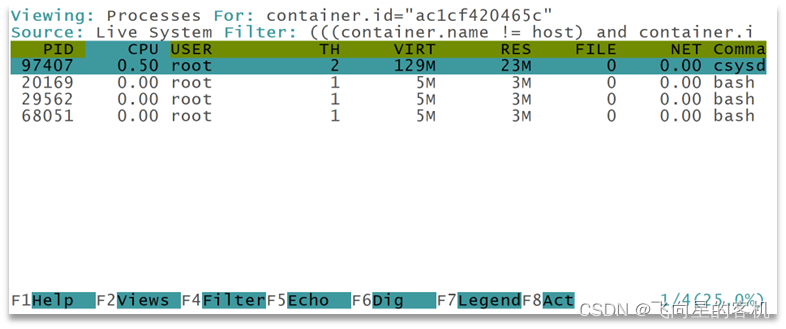 Viewing: Processes For: container.id="ac1cf420465c"
Source: Live System Filter: (((container.name != host) and container.i
PID CPU USER TH VIRT RES FILE NET Comma
97407 0.50 root 2 129M 23M 0 0.00 csysd
20169 0.00 root 1 5M 3M 0 0.00 bash
29562 0.00 root 1 5M 3M 0 0.00 bash
68051 0.00 root 1 5M 3M 0 0.00 bash
F1Help F2Views F4FilterF5Echo F6Dig F7LegendF8Act 1/4(25.0%)
CSDN @飞向星的客机